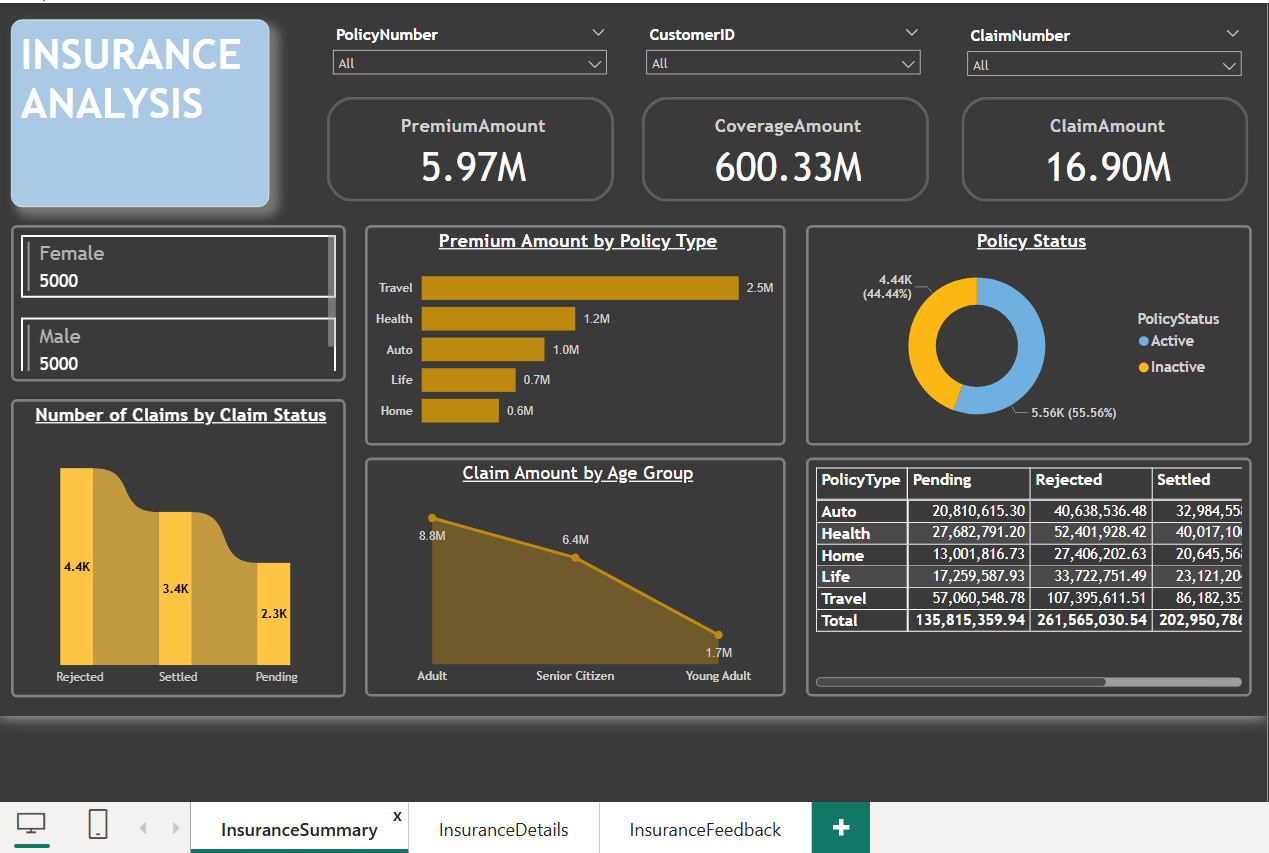 INSURANCE
ANALYSIS
PolicyNumber
All
CustomerID
All
ClaimNumber
All
PremiumAmount
5.97M
CoverageAmount
600.33M
ClaimAmount
16.90M
Female
5000
Male
5000
Premium Amount by Policy Type
Travel 2.5M
Health 1.2M
Auto 1.0M
Life 0.7M
Home 0.6M
Policy Status
4.44K
(44.44%)
5.56K (55.56%)
PolicyStatus
Active
Inactive
Number of Claims by Claim Status
4.4K
3.4K
2.3K
Rejected Settled Pending
Claim Amount by Age Group
8.8M
6.4M
1.7M
Adult Senior Citizen Young Adult
PolicyType Pending Rejected Settled
Auto 20,810,615.30 40,638,536.48 32,984,55
Health 27,682,791.20 52,401,928.42 40,017,10
Home 13,001,816.73 27,406,202.63 20,645,56
Life 17,259,587.93 33,722,751.49 23,121,20
Travel 57,060,548.78 107,395,611.51 86,182,35
Total 135,815,359.94 261,565,030.54 202,950,786
InsuranceSummary x
InsuranceDetails
InsuranceFeedback
+